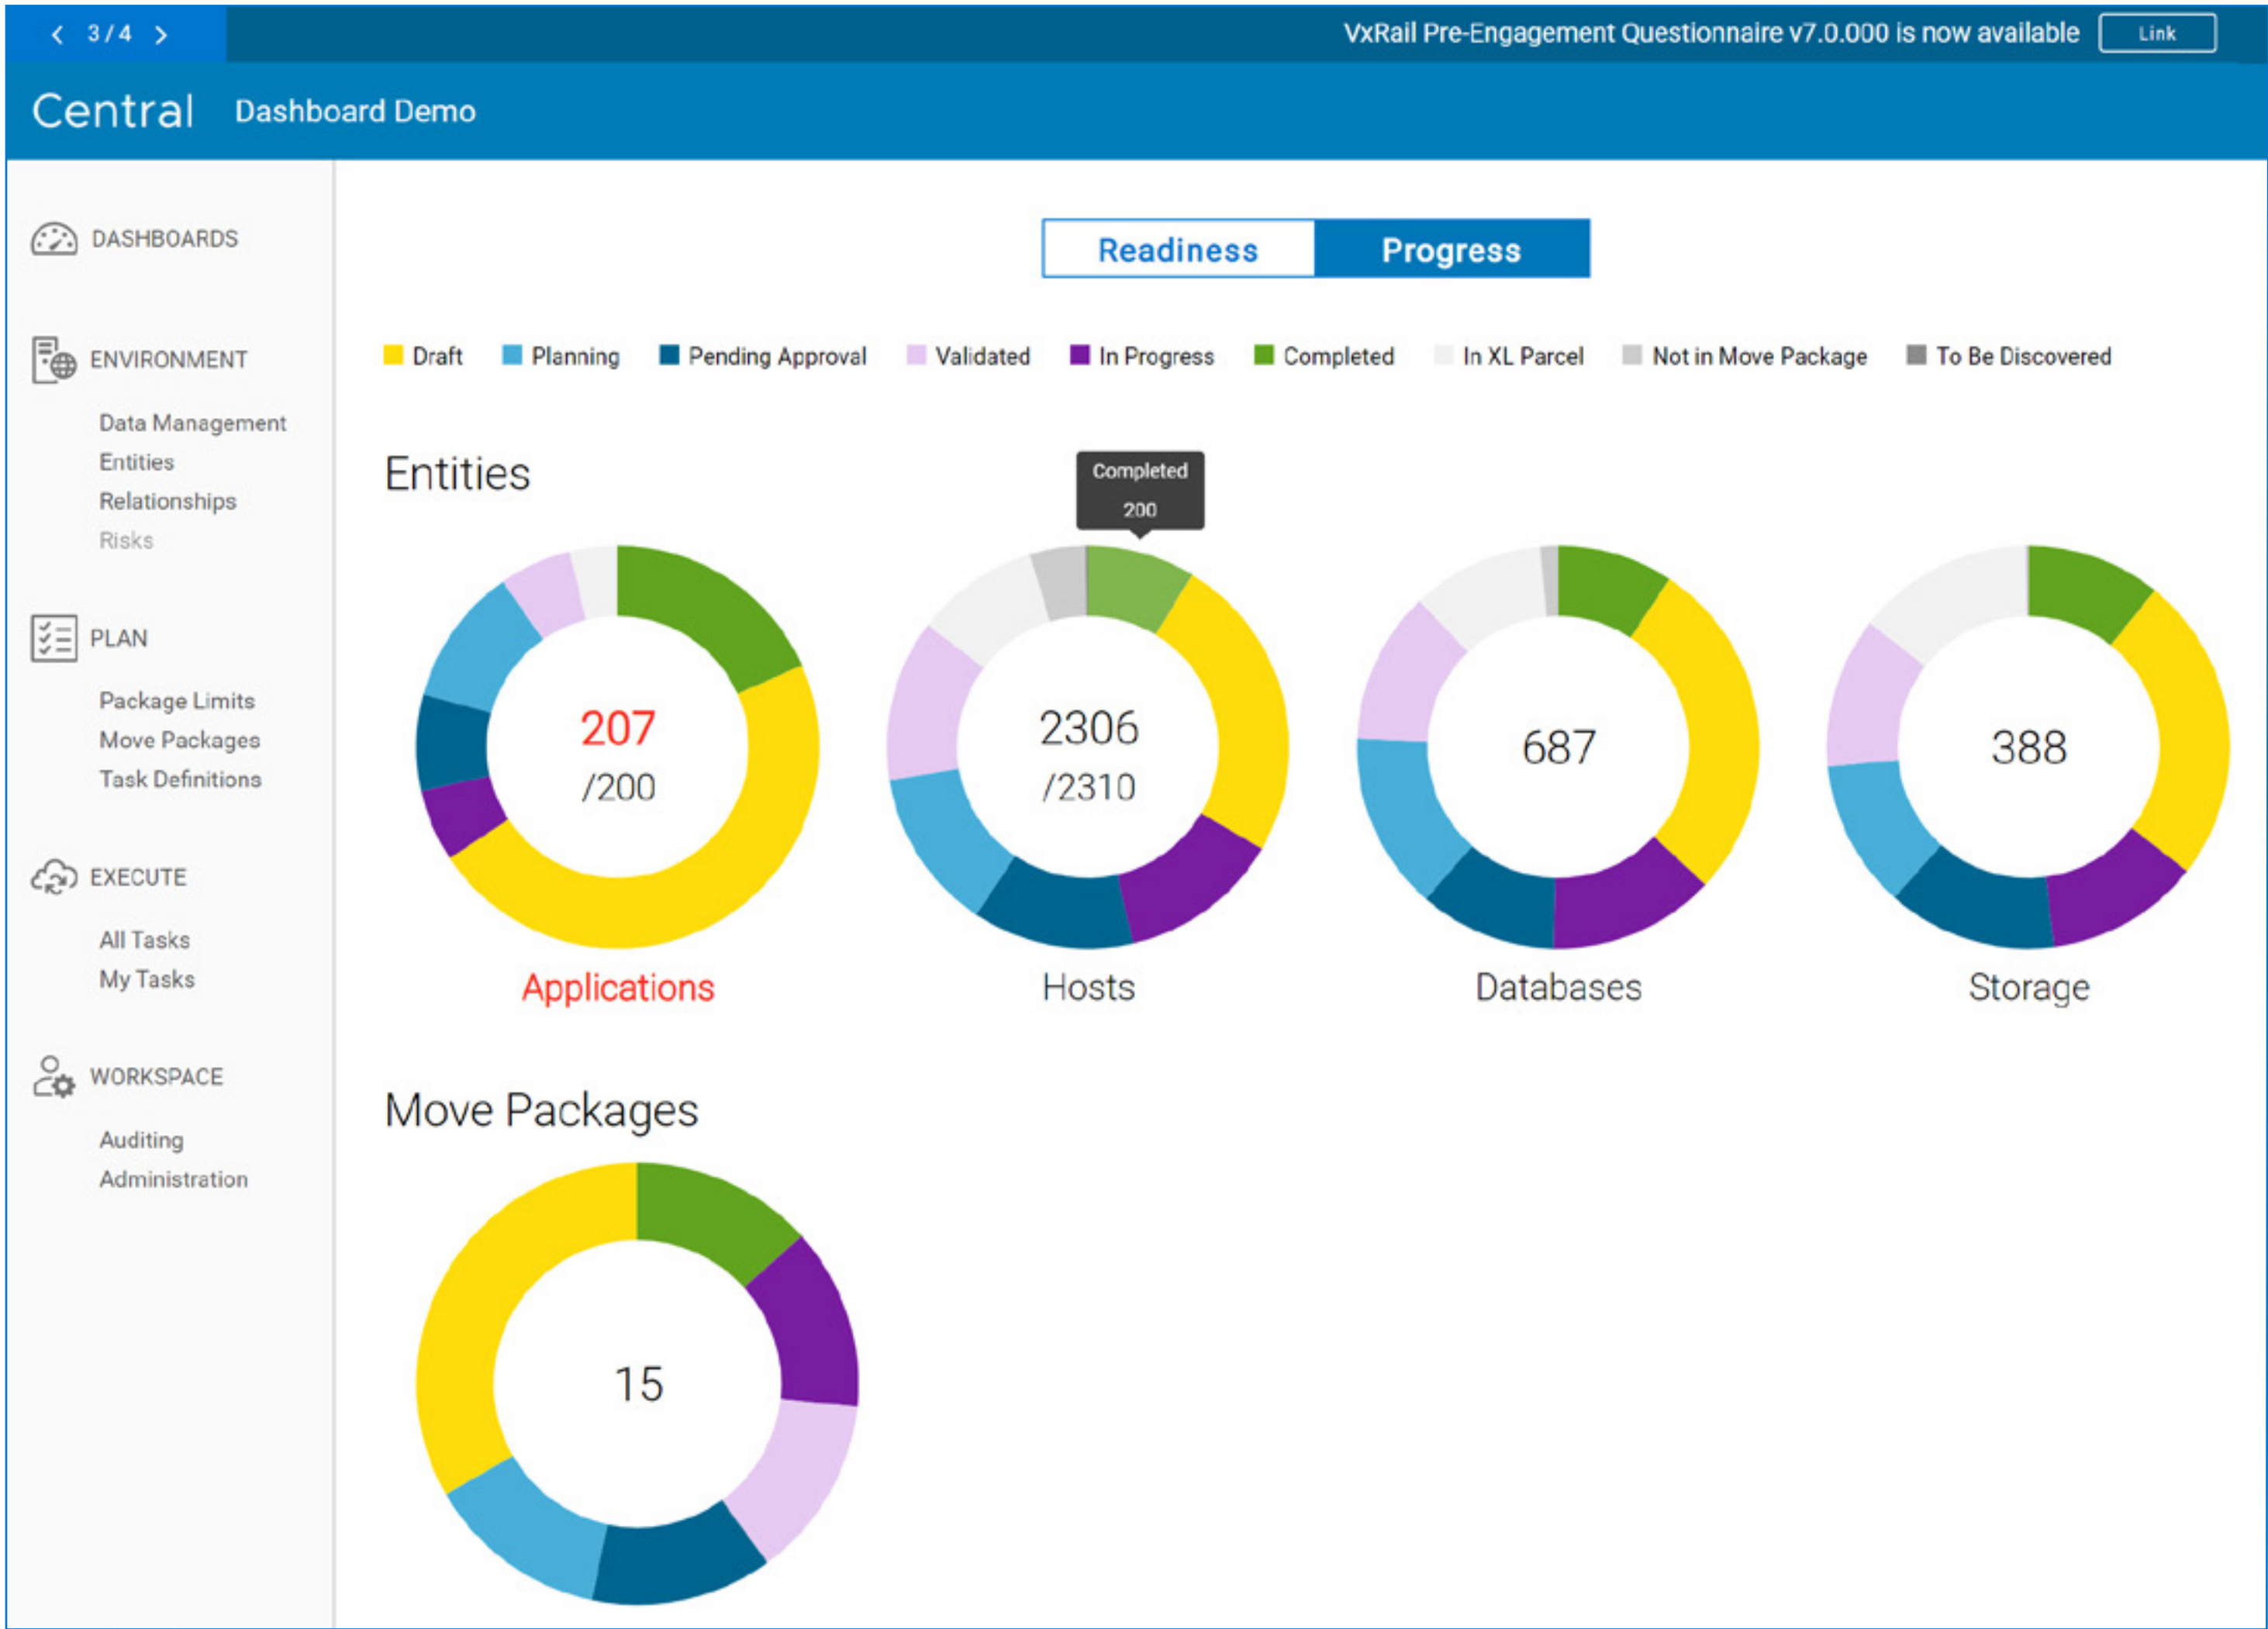 3/4
VxRail Pre-Engagement Questionnaire v7.0.000 is now available
Link
Central
Dashboard Demo
DASHBOARDS
ENVIRONMENT
Data Management
Entities
Relationships
Risks
PLAN
Package Limits
Move Packages
Task Definitions
EXECUTE
All Tasks
My Tasks
WORKSPACE
Auditing
Administration
Readiness
Progress
Draft
Planning
Pending Approval
Validated
In Progress
Completed
In XL Parcel
Not in Move Package
To Be Discovered
Entities
Completed
200
207
/200
Applications
2306
/2310
Hosts
687
Databases
388
Storage
Move Packages
15